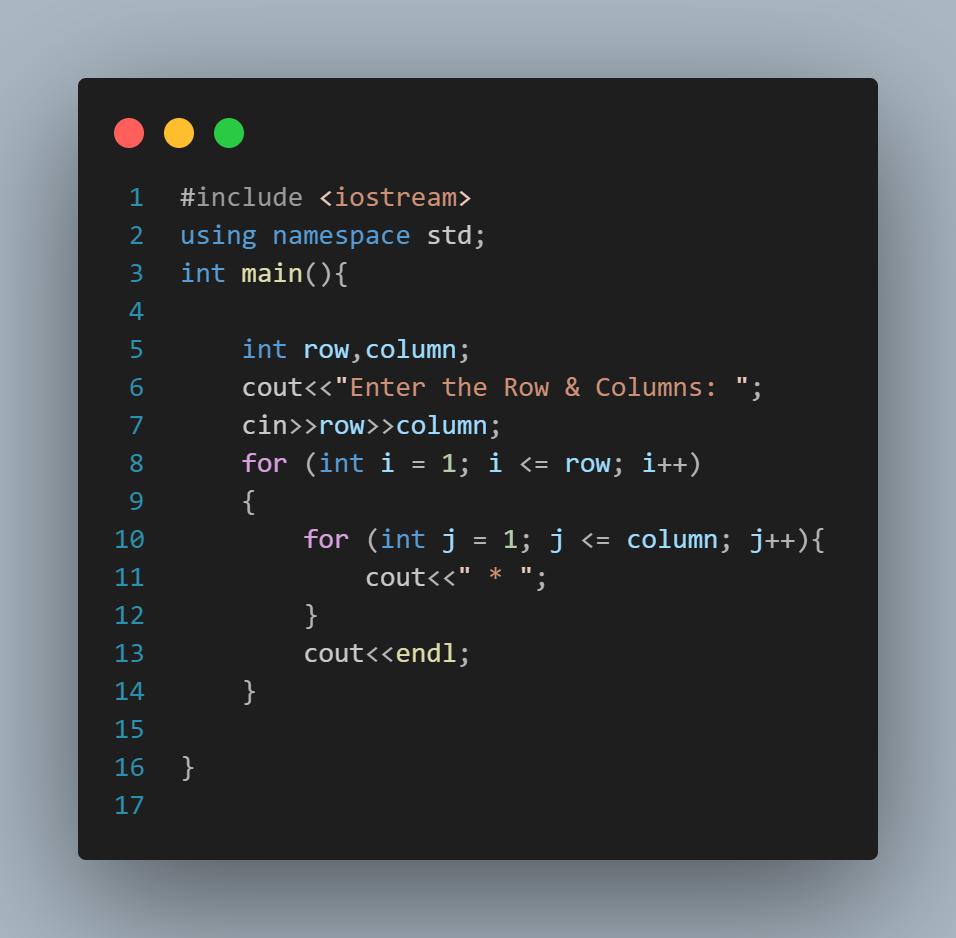 1 #include <iostream>
2 using namespace std;
3 int main(){
4
5     int row,column;
6     cout<<"Enter the Row & Columns: ";
7     cin>>row>>column;
8     for (int i = 1; i <= row; i++)
9     {
10         for (int j = 1; j <= column; j++){
11             cout<<" * ";
12         }
13         cout<<endl;
14     }
15
16 }
17